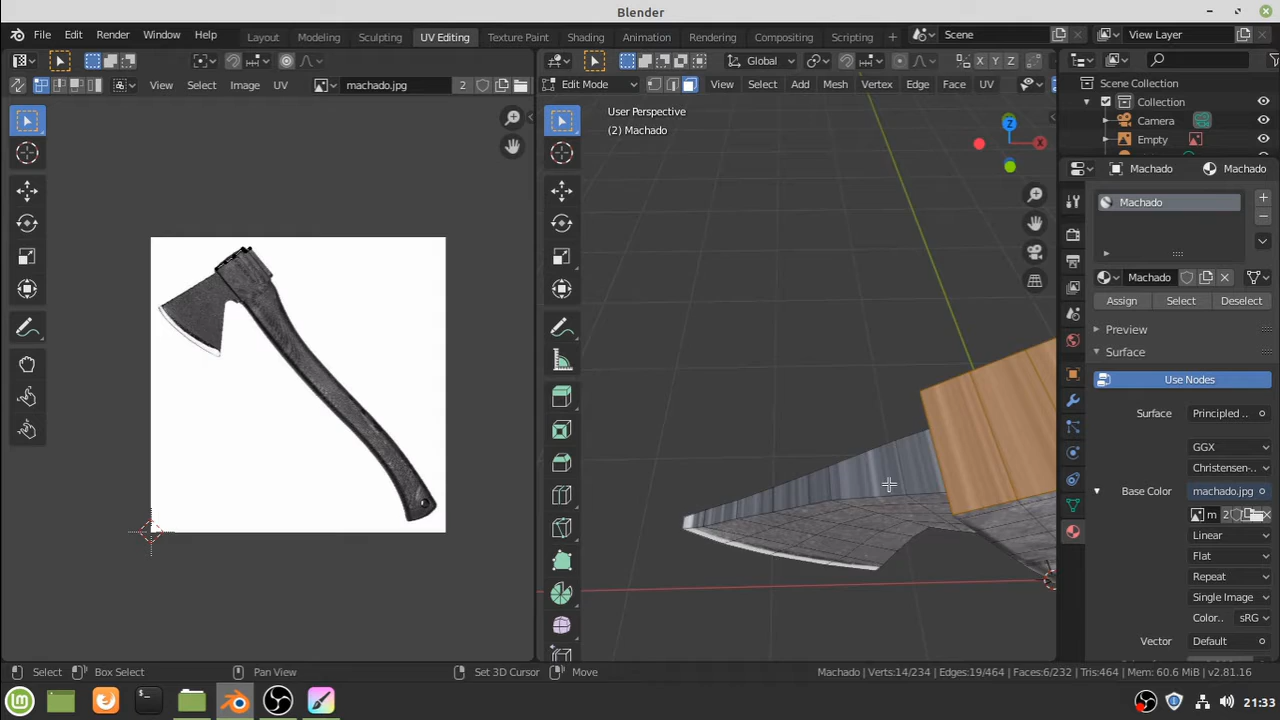 Blender
File Edit Render Window Help Layout Modeling Sculpting UV Editing Texture Paint Shading Animation Rendering Compositing Scripting Scene View Layer
Global X Y Z
View Select Image UV machado.jpg 2 Edit Mode View Select Add Mesh Vertex Edge Face UV
Scene Collection
Collection
Camera
Empty
User Perspective
(2) Machado
Z
X
Machado Machado
Machado
Machado
Assign Select Deselect
Preview
Surface
Use Nodes
Surface Principled ..
GGX
Christensen-..
Base Color machado.jpg
m 2
Linear
Flat
Repeat
Single Image
Color.. sRG
Vector Default
Select Box Select Pan View Set 3D Cursor Move Machado | Verts:14/234 | Edges:19/464 | Faces:6/232 | Tris:464 | Mem: 60.6 MiB | v2.81.16
21:33